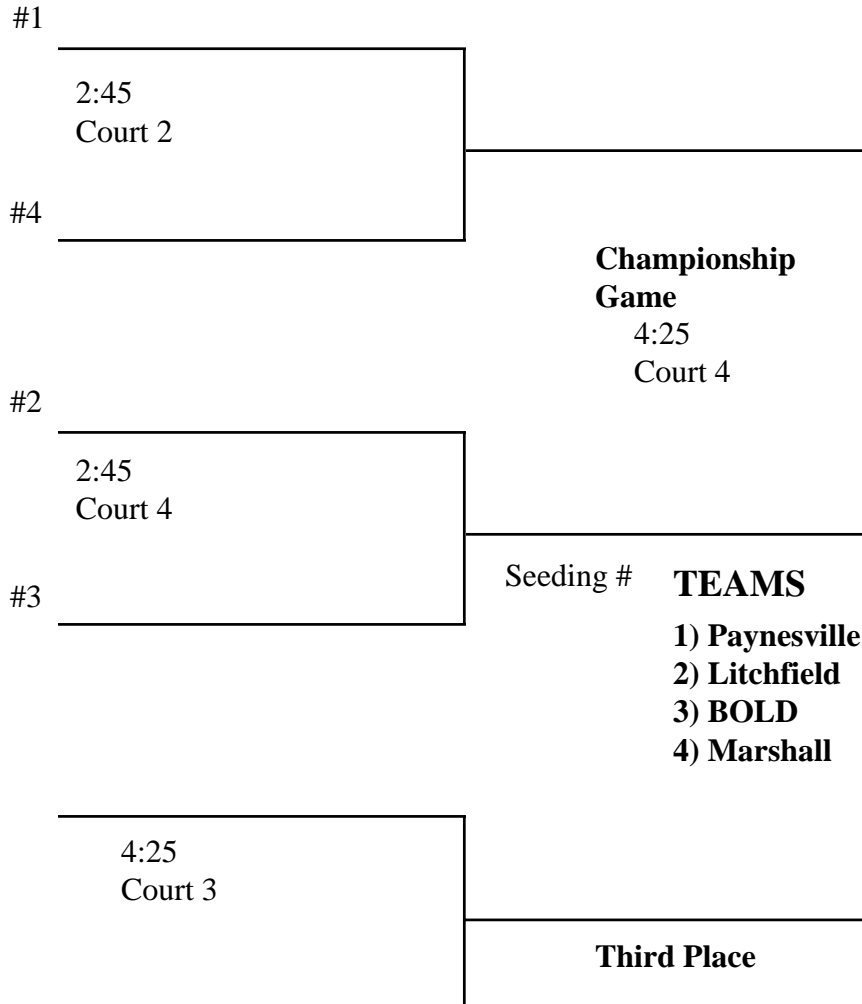 #1
2:45
Court 2
#4
Championship
Game
4:25
Court 4
#2
2:45
Court 4
#3
Seeding # TEAMS
1) Paynesville
2) Litchfield
3) BOLD
4) Marshall
4:25
Court 3
Third Place